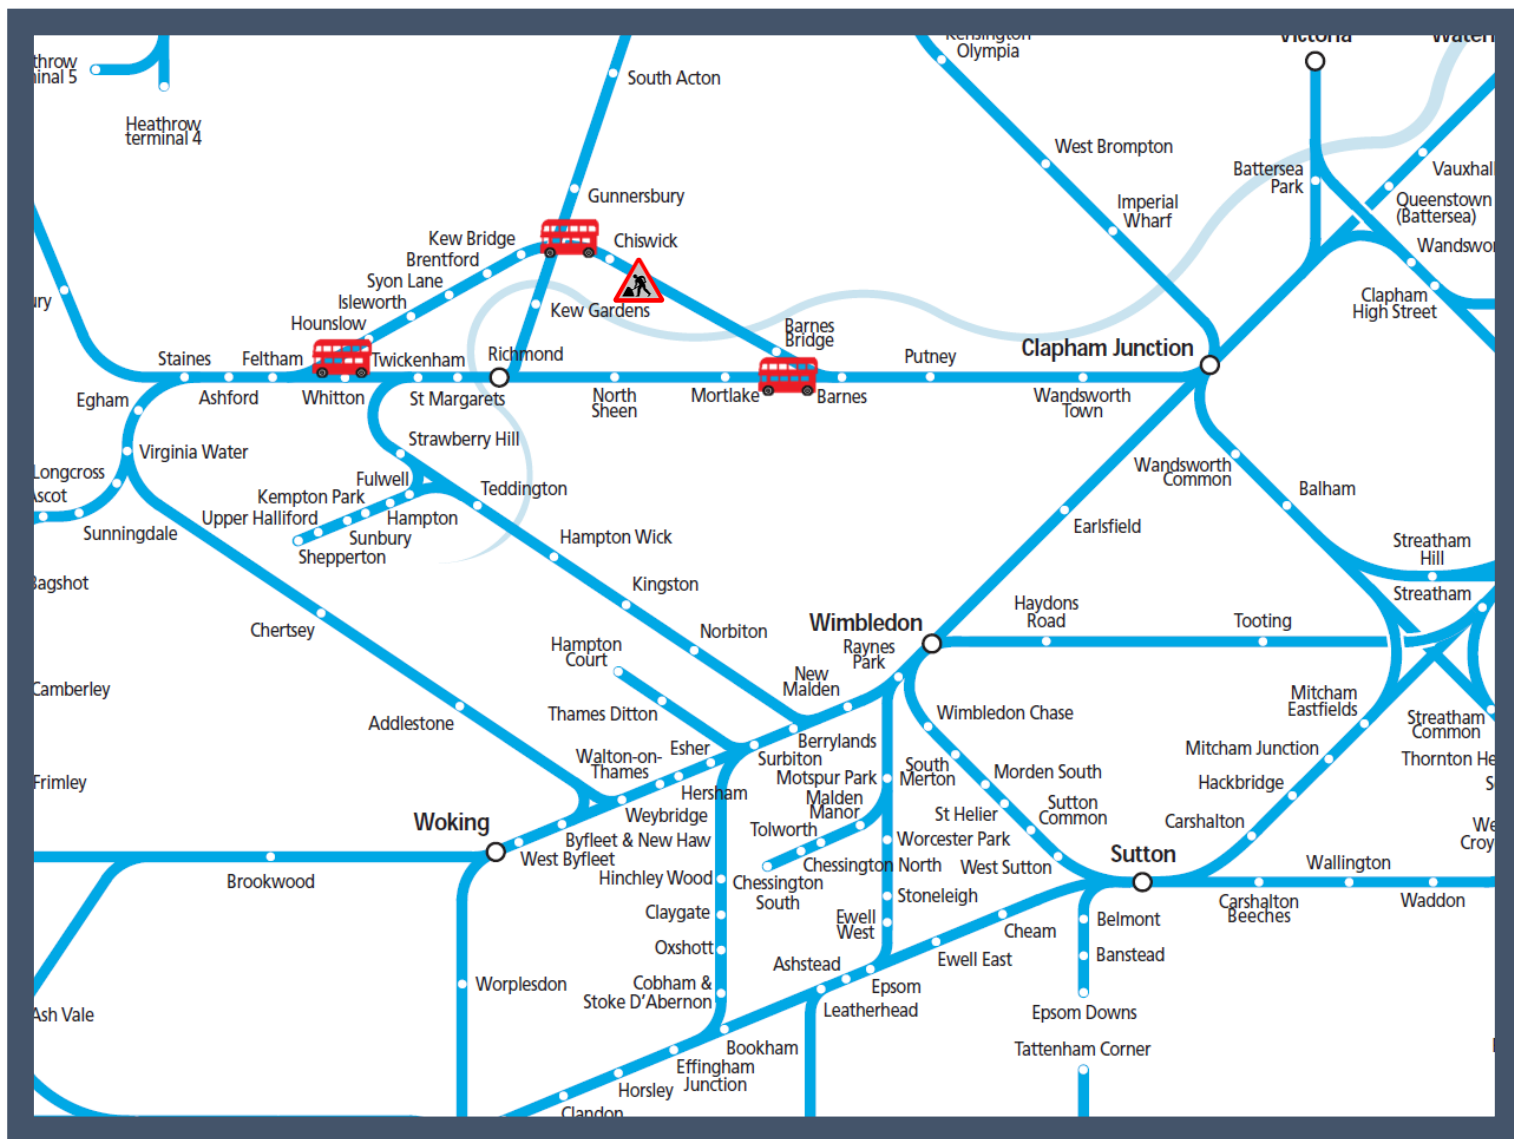 Kensington
Olympia
Victoria
throw
inal 5
South Acton
Heathrow
terminal 4
West Brompton
Battersea
Park
Vauxhall
Gunnersbury
Imperial
Wharf
Queenstown
(Battersea)
Kew Bridge
Chiswick
Brentford
Syon Lane
Isleworth
Kew Gardens
Clapham
High Street
Hounslow
Barnes
Bridge
Staines
Feltham
Twickenham
Richmond
Putney
Clapham Junction
Egham
Ashford
Whitton
St Margarets
North
Sheen
Mortlake
Barnes
Wandsworth
Town
Strawberry Hill
Virginia Water
Longcross
Ascot
Fulwell
Kempton Park
Upper Halliford
Hampton
Sunbury
Shepperton
Teddington
Wandsworth
Common
Balham
Sunningdale
Hampton Wick
Earlsfield
Streatham
Hill
Bagshot
Kingston
Streatham
Chertsey
Norbiton
Wimbledon
Haydons
Road
Tooting
Hampton
Court
Raynes
Park
New
Malden
Camberley
Addlestone
Thames Ditton
Wimbledon Chase
Mitcham
Eastfields
Streatham
Common
Walton-on-
Thames
Esher
Berrylands
Surbiton
Mitcham Junction
Frimley
Hersham
Motspur Park
South
Merton
Morden South
Hackbridge
Woking
Weybridge
Malden
Manor
St Helier
Sutton
Common
Carshalton
Byfleet & New Haw
Tolworth
West Byfleet
Worcester Park
Sutton
Brookwood
Hinchley Wood
Chessington North
West Sutton
Wallington
Chessington
South
Stoneleigh
Carshalton
Beeches
Waddon
Claygate
Ewell
West
Cheam
Belmont
Oxshott
Ashstead
Ewell East
Banstead
Worplesdon
Cobham &
Stoke D'Abernon
Epsom
Leatherhead
Ash Vale
Epsom Downs
Bookham
Tattenham Corner
Effingham
Junction
Horsley
Clandon